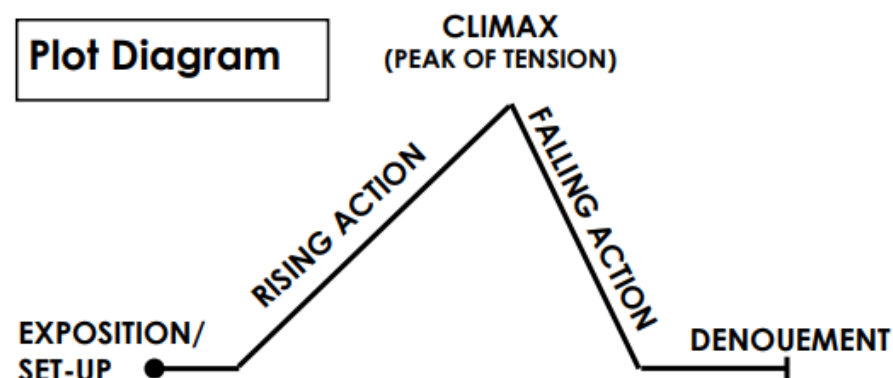 Plot Diagram
CLIMAX
(PEAK OF TENSION)
RISING ACTION
FALLING ACTION
EXPOSITION/
SET-UP
DENOUEMENT